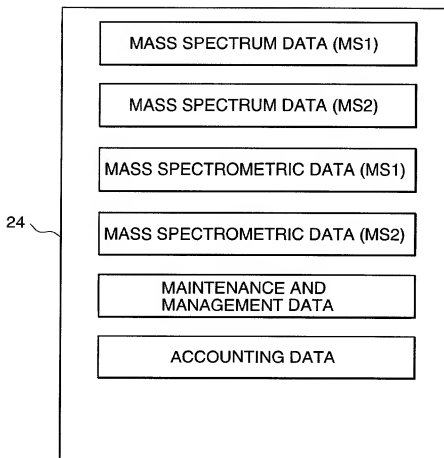 MASS SPECTRUM DATA (MS1)
MASS SPECTRUM DATA (MS2)
MASS SPECTROMETRIC DATA (MS1)
24
MASS SPECTROMETRIC DATA (MS2)
MAINTENANCE AND
MANAGEMENT DATA
ACCOUNTING DATA